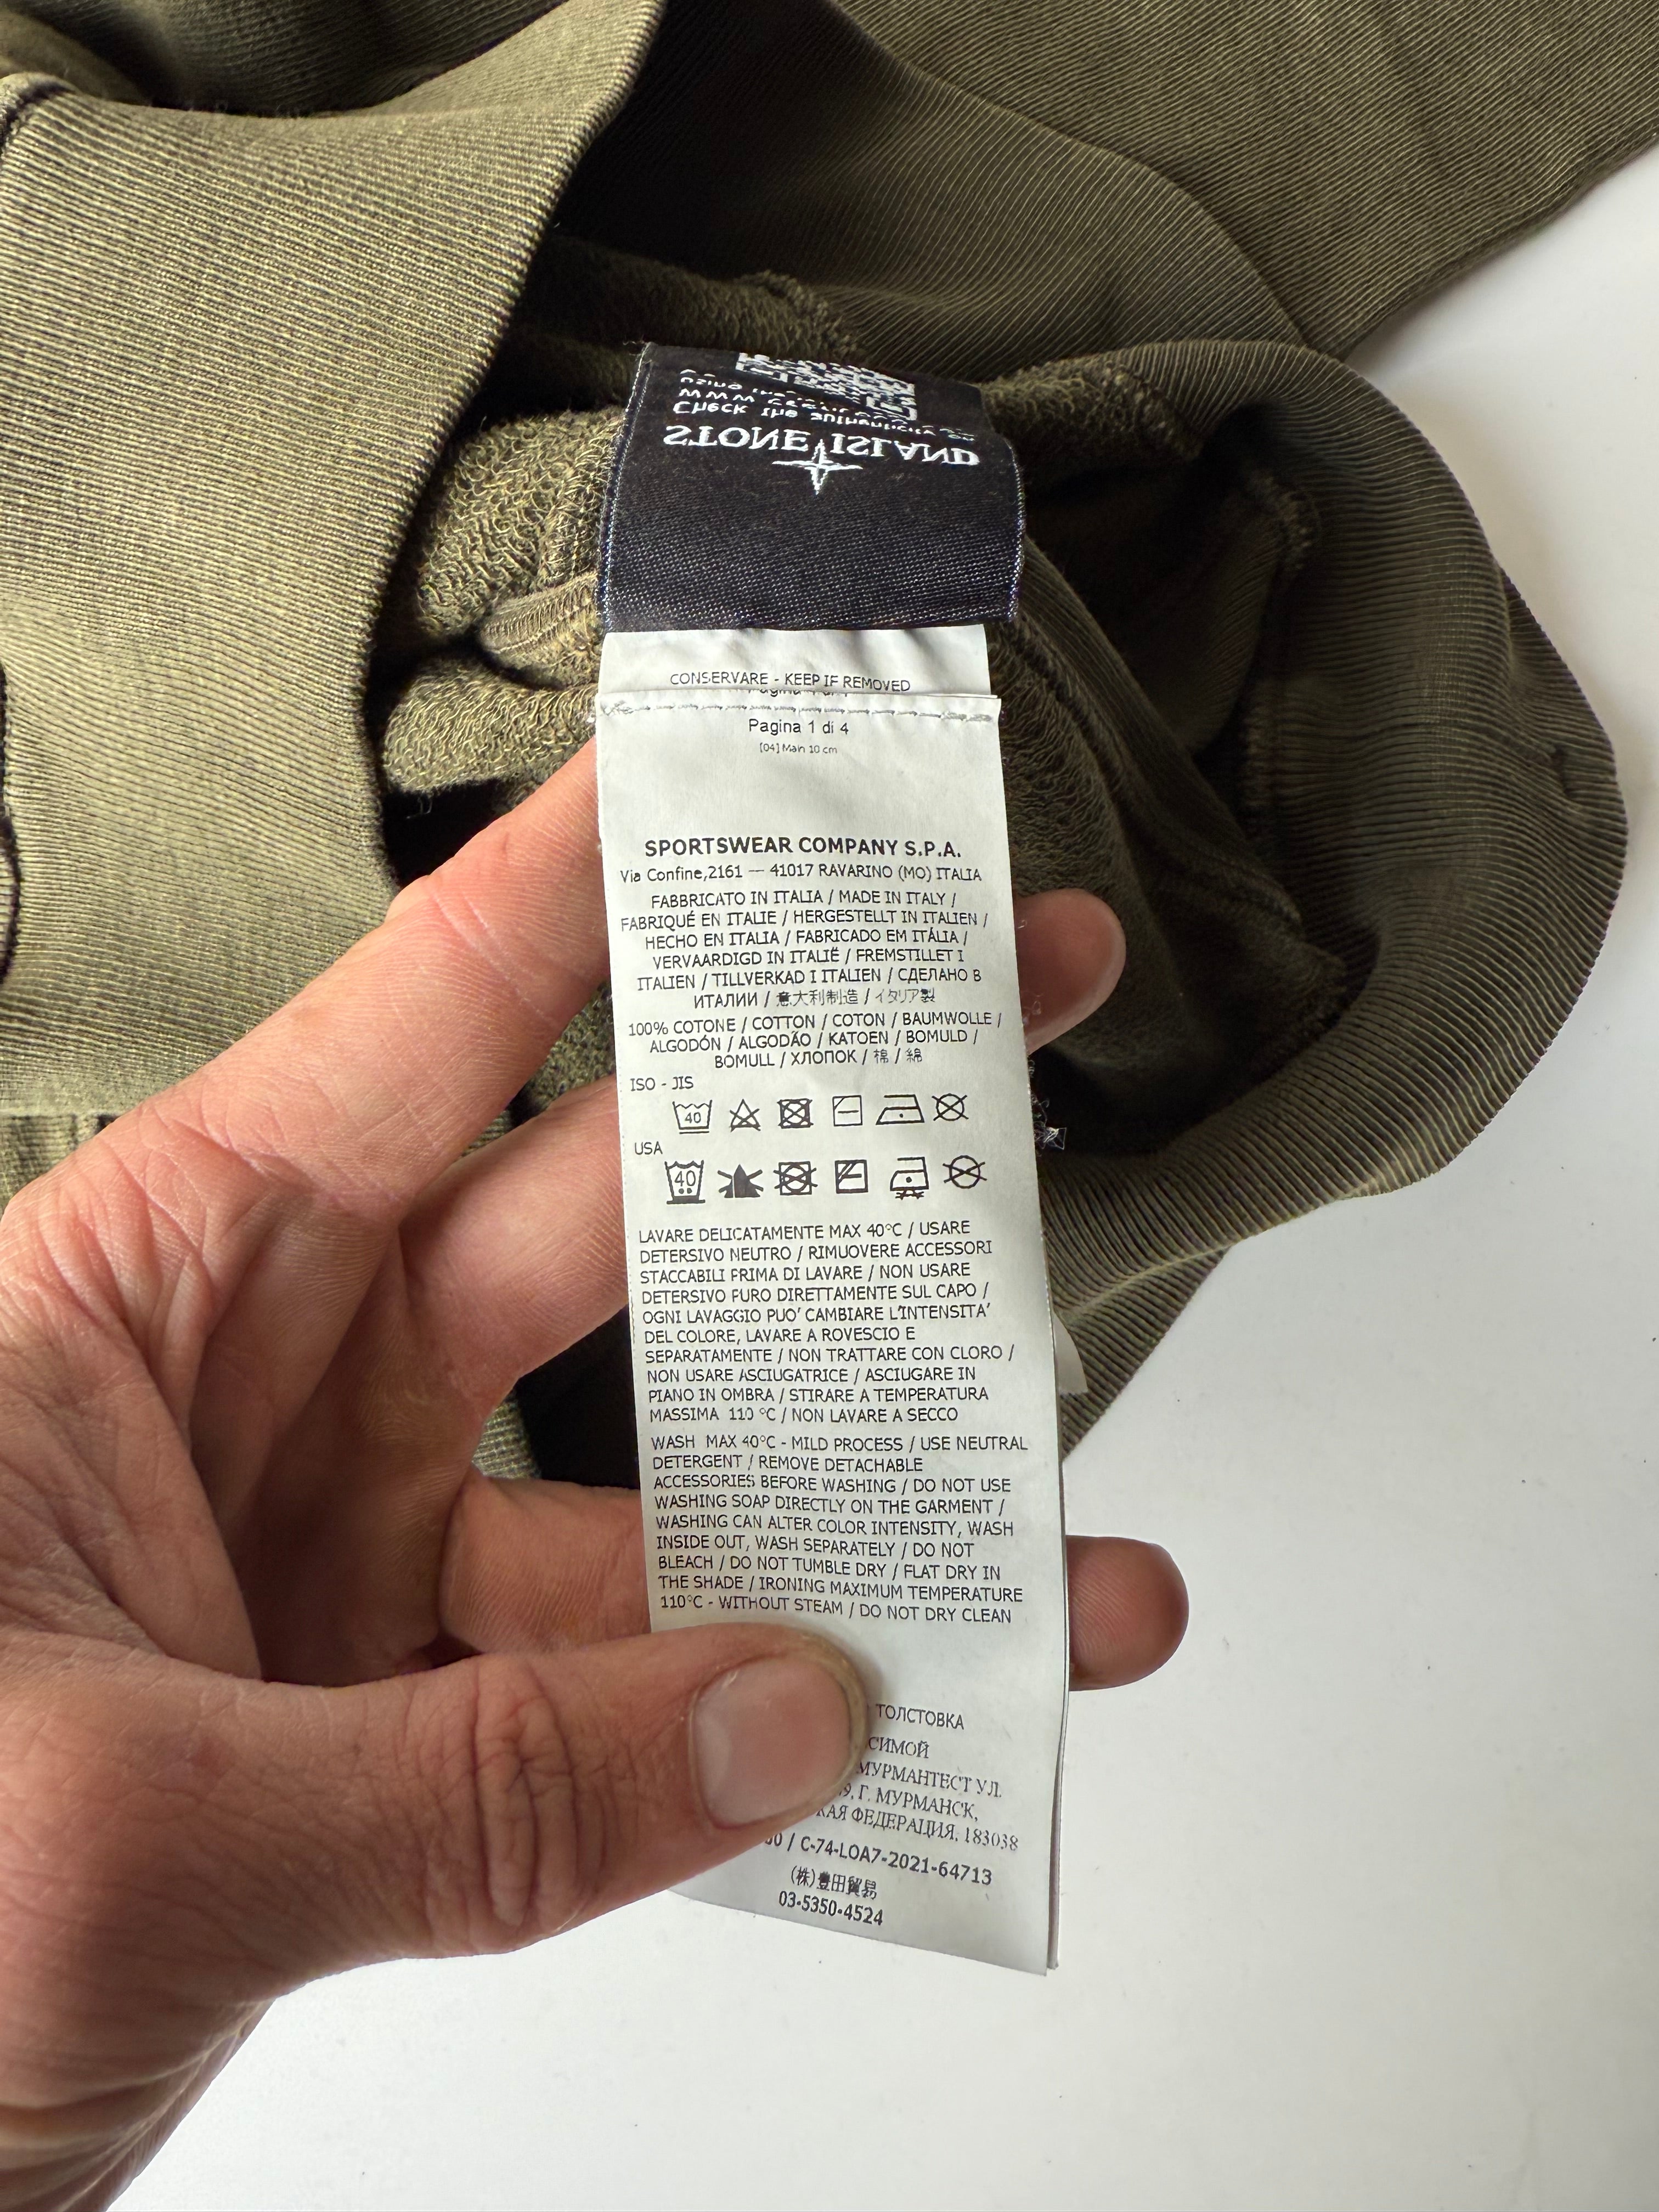 Check the authenticity
STONE ISLAND
CONSERVARE - KEEP IF REMOVED
Pagina 1 di 4
[04] Main 10 cm
SPORTSWEAR COMPANY S.P.A.
Via Confine,2161 — 41017 RAVARINO (MO) ITALIA
FABBRICATO IN ITALIA / MADE IN ITALY /
FABRIQUÉ EN ITALIE / HERGESTELLT IN ITALIEN /
HECHO EN ITALIA / FABRICADO EM ITÁLIA /
VERVAARDIGD IN ITALIË / FREMSTILLET I
ITALIEN / TILLVERKAD I ITALIEN / СДЕЛАНО В
ИТАЛИИ / 意大利制造 / イタリア製
100% COTONE / COTTON / COTON / BAUMWOLLE /
ALGODÓN / ALGODÃO / KATOEN / BOMULD /
BOMULL / ХЛОПОК / 棉 / 綿
ISO - JIS
40
USA
40
LAVARE DELICATAMENTE MAX 40°C / USARE
DETERSIVO NEUTRO / RIMUOVERE ACCESSORI
STACCABILI PRIMA DI LAVARE / NON USARE
DETERSIVO PURO DIRETTAMENTE SUL CAPO /
OGNI LAVAGGIO PUO' CAMBIARE L'INTENSITA'
DEL COLORE, LAVARE A ROVESCIO E
SEPARATAMENTE / NON TRATTARE CON CLORO /
NON USARE ASCIUGATRICE / ASCIUGARE IN
PIANO IN OMBRA / STIRARE A TEMPERATURA
MASSIMA 110 °C / NON LAVARE A SECCO
WASH MAX 40°C - MILD PROCESS / USE NEUTRAL
DETERGENT / REMOVE DETACHABLE
ACCESSORIES BEFORE WASHING / DO NOT USE
WASHING SOAP DIRECTLY ON THE GARMENT /
WASHING CAN ALTER COLOR INTENSITY, WASH
INSIDE OUT, WASH SEPARATELY / DO NOT
BLEACH / DO NOT TUMBLE DRY / FLAT DRY IN
THE SHADE / IRONING MAXIMUM TEMPERATURE
110°C - WITHOUT STEAM / DO NOT DRY CLEAN
ТОЛСТОВКА
СИМОЙ
МУРМАНТЕСТ УЛ.
9, Г. МУРМАНСК,
КАЯ ФЕДЕРАЦИЯ, 183038
/ C-74-LOA7-2021-64713
(株)豊田貿易
03-5350-4524